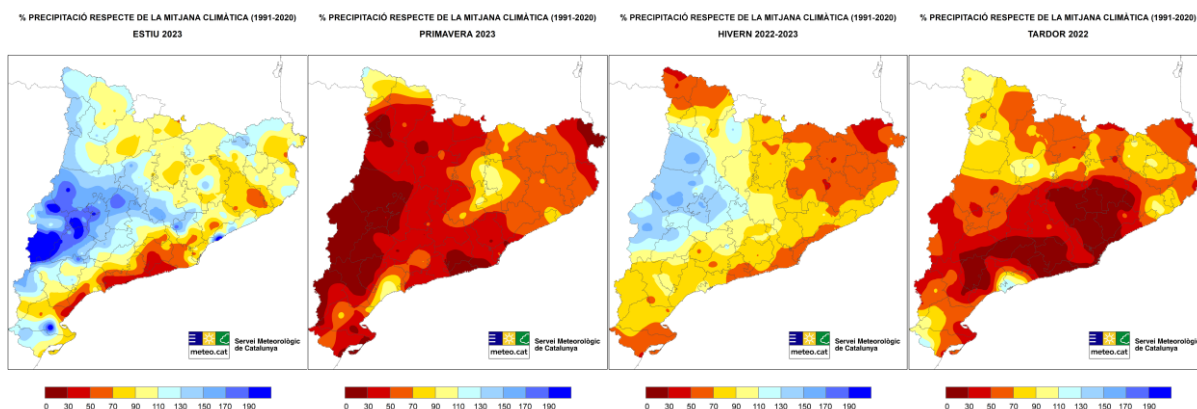 % PRECIPITACIÓ RESPECTE DE LA MITJANA CLIMÀTICA (1991-2020)
ESTIU 2023
Servei Meteorològic
de Catalunya
meteo.cat
0 30 50 70 90 110 130 150 170 190
% PRECIPITACIÓ RESPECTE DE LA MITJANA CLIMÀTICA (1991-2020)
PRIMAVERA 2023
Servei Meteorològic
de Catalunya
meteo.cat
0 30 50 70 90 110 130 150 170 190
% PRECIPITACIÓ RESPECTE DE LA MITJANA CLIMÀTICA (1991-2020)
HIVERN 2022-2023
Servei Meteorològic
de Catalunya
meteo.cat
0 30 50 70 90 110 130 150 170 190
% PRECIPITACIÓ RESPECTE DE LA MITJANA CLIMÀTICA (1991-2020)
TARDOR 2022
Servei Meteorològic
de Catalunya
meteo.cat
0 30 50 70 90 110 130 150 170 190